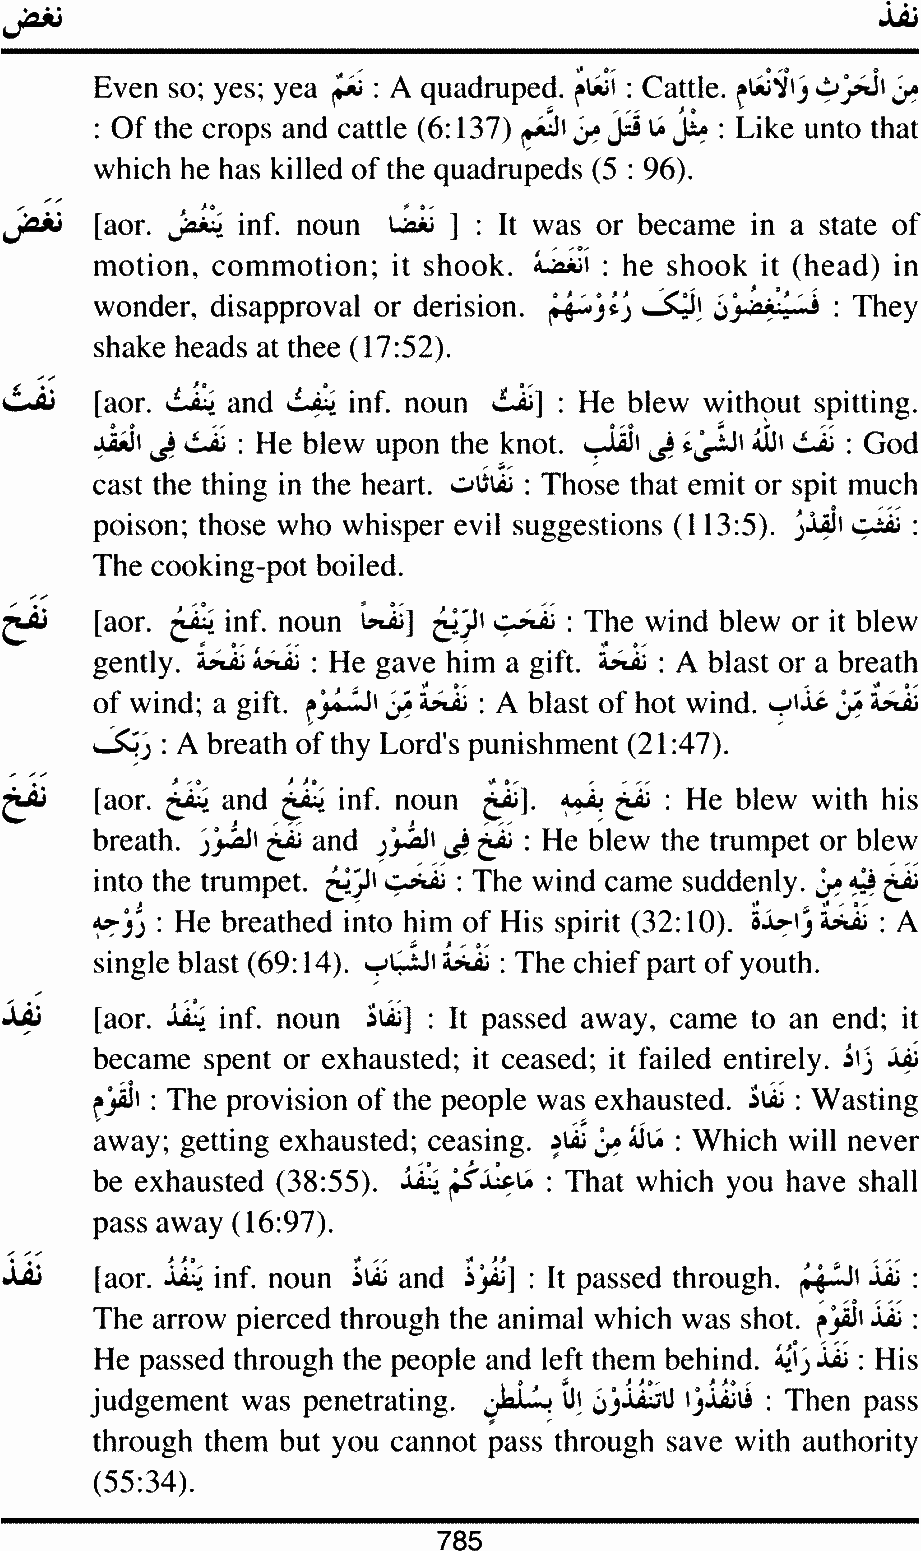 نغض نفذ
Even so; yes; yea نَعَمٌ : A quadruped. اَنْعَامٌ : Cattle. مِنَ الْحَرْثِ وَالْاَنْعَامِ
: Of the crops and cattle (6:137) مِثْلُ مَا قَتَلَ مِنَ النَّعَمِ : Like unto that
which he has killed of the quadrupeds (5 : 96).
نَغَضَ [aor. يَنْغُضُ inf. noun نَغْضًا ] : It was or became in a state of
motion, commotion; it shook. اَنْغَضَهُ : he shook it (head) in
wonder, disapproval or derision. فَسَيُنْغِضُوْنَ اِلَيْكَ رُءُوْسَهُمْ : They
shake heads at thee (17:52).
نَفَثَ [aor. يَنْفُثُ and يَنْفِثُ inf. noun نَفْثٌ] : He blew without spitting.
نَفَثَ فِى الْعُقَدِ : He blew upon the knot. نَفَثَ اللّٰهُ الشَّيْءَ فِى الْقَلْبِ : God
cast the thing in the heart. نَفَّاثَات : Those that emit or spit much
poison; those who whisper evil suggestions (113:5). نَفَثَتِ الْقِدْرُ :
The cooking-pot boiled.
نَفَحَ [aor. يَنْفَحُ inf. noun نَفْحاً] نَفَحَتِ الرِّيْحُ : The wind blew or it blew
gently. نَفَحَهُ نَفْحَةً : He gave him a gift. نَفْحَةٌ : A blast or a breath
of wind; a gift. نَفْحَةٌ مِّنَ السَّمُوْمِ : A blast of hot wind. نَفْحَةٌ مِّنْ عَذَابِ
رَبِّكَ : A breath of thy Lord's punishment (21:47).
نَفَخَ [aor. يَنْفُخُ and يَنْفَخُ inf. noun نَفْخٌ]. نَفَخَ بِفَمِهٖ : He blew with his
breath. نَفَخَ الصُّوْرَ and نَفَخَ فِى الصُّوْرِ : He blew the trumpet or blew
into the trumpet. نَفَخَتِ الرِّيْحُ : The wind came suddenly. نَفَخَ فِيْهِ مِنْ
رُّوْحِهٖ : He breathed into him of His spirit (32:10). نَفْخَةٌ وَّاحِدَةٌ : A
single blast (69:14). نَفْخَةُ الشَّبَابِ : The chief part of youth.
نَفِدَ [aor. يَنْفَدُ inf. noun نَفَادٌ] : It passed away, came to an end; it
became spent or exhausted; it ceased; it failed entirely. نَفِدَ زَادُ
الْقَوْمِ : The provision of the people was exhausted. نَفَادٌ : Wasting
away; getting exhausted; ceasing. مَالَهُ مِنْ نَّفَادٍ : Which will never
be exhausted (38:55). مَاعِنْدَكُمْ يَنْفَدُ : That which you have shall
pass away (16:97).
نَفَذَ [aor. يَنْفُذُ inf. noun نَفَاذٌ and نُفُوْذٌ] : It passed through. نَفَذَ السَّهْمُ :
The arrow pierced through the animal which was shot. نَفَذَ الْقَوْمَ :
He passed through the people and left them behind. نَفَذَ رَأْيُهُ : His
judgement was penetrating. فَانْفُذُوْا لَاتَنْفُذُوْنَ اِلَّا بِسُلْطٰنٍ : Then pass
through them but you cannot pass through save with authority
(55:34).
785